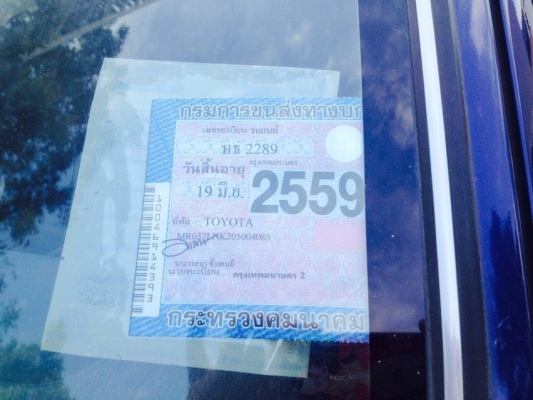 กรมการขนส่งทางบก
เลขทะเบียน รถยนต์
ษธ 2289
กรุงเทพมหานคร
วันสิ้นอายุ
19 มี.ย. 2559
ยี่ห้อ TOYOTA
กรุงเทพมหานคร 2
นายทะเบียน
กระทรวงคมนาคม